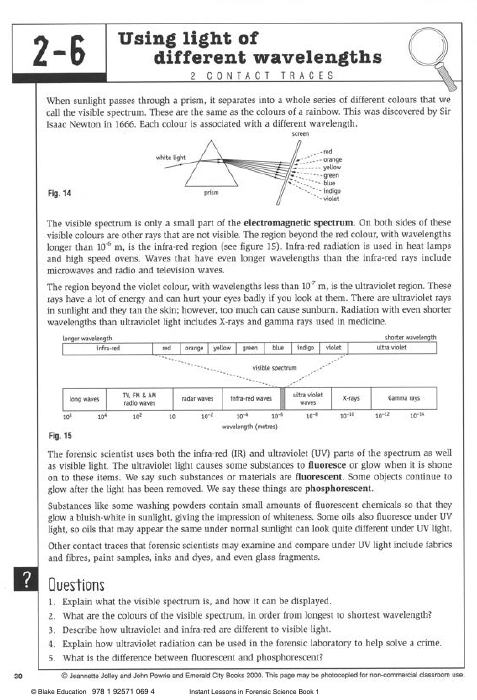 2-6
Using light of
different wavelengths
2 CONTACT TRACES
When sunlight passes through a prism, it separates into a whole series of different colours that we
call the visible spectrum. These are the same as the colours of a rainbow. This was discovered by Sir
Isaac Newton in 1666. Each colour is associated with a different wavelength.
screen
white light
red
orange
yellow
green
blue
indigo
violet
Fig. 14
prism
The visible spectrum is only a small part of the electromagnetic spectrum. On both sides of these
visible colours are other rays that are not visible. The region beyond the red colour, with wavelengths
longer than 10⁻⁶ m, is the infra-red region (see figure 15). Infra-red radiation is used in heat lamps
and high speed ovens. Waves that have even longer wavelengths than the infra-red rays include
microwaves and radio and television waves.
The region beyond the violet colour, with wavelengths less than 10⁻⁷ m, is the ultraviolet region. These
rays have a lot of energy and can hurt your eyes badly if you look at them. There are ultraviolet rays
in sunlight and they tan the skin; however, too much can cause sunburn. Radiation with even shorter
wavelengths than ultraviolet light includes X-rays and gamma rays used in medicine.
longer wavelength shorter wavelength
infra-red red orange yellow green blue indigo violet ultra violet
visible spectrum
long waves TV, FM & AM radio waves radar waves Infra-red waves ultra violet waves X-rays Gamma rays
10⁴ 10² 10 10⁻² 10⁻⁴ 10⁻⁶ 10⁻⁸ 10⁻¹⁰ 10⁻¹² 10⁻¹⁴
wavelength (metres)
Fig. 15
The forensic scientist uses both the infra-red (IR) and ultraviolet (UV) parts of the spectrum as well
as visible light. The ultraviolet light causes some substances to fluoresce or glow when it is shone
on to these items. We say such substances or materials are fluorescent. Some objects continue to
glow after the light has been removed. We say these things are phosphorescent.
Substances like some washing powders contain small amounts of fluorescent chemicals so that they
glow a bluish-white in sunlight, giving the impression of whiteness. Some oils also fluoresce under UV
light, so oils that may appear the same under normal sunlight can look quite different under UV light.
Other contact traces that forensic scientists may examine and compare under UV light include fabrics
and fibres, paint samples, inks and dyes, and even glass fragments.
?
Questions
1. Explain what the visible spectrum is, and how it can be displayed.
2. What are the colours of the visible spectrum, in order from longest to shortest wavelength?
3. Describe how ultraviolet and infra red are different to visible light.
4. Explain how ultraviolet radiation can be used in the forensic laboratory to help solve a crime.
5. What is the difference between fluorescent and phosphorescent?
30
© Jeannette Jolley and John Powrie and Emerald City Books 2000. This page may be photocopied for non-commercial classroom use.
© Blake Education 978 1 92571 069 4 Instant Lessons in Forensic Science Book 1